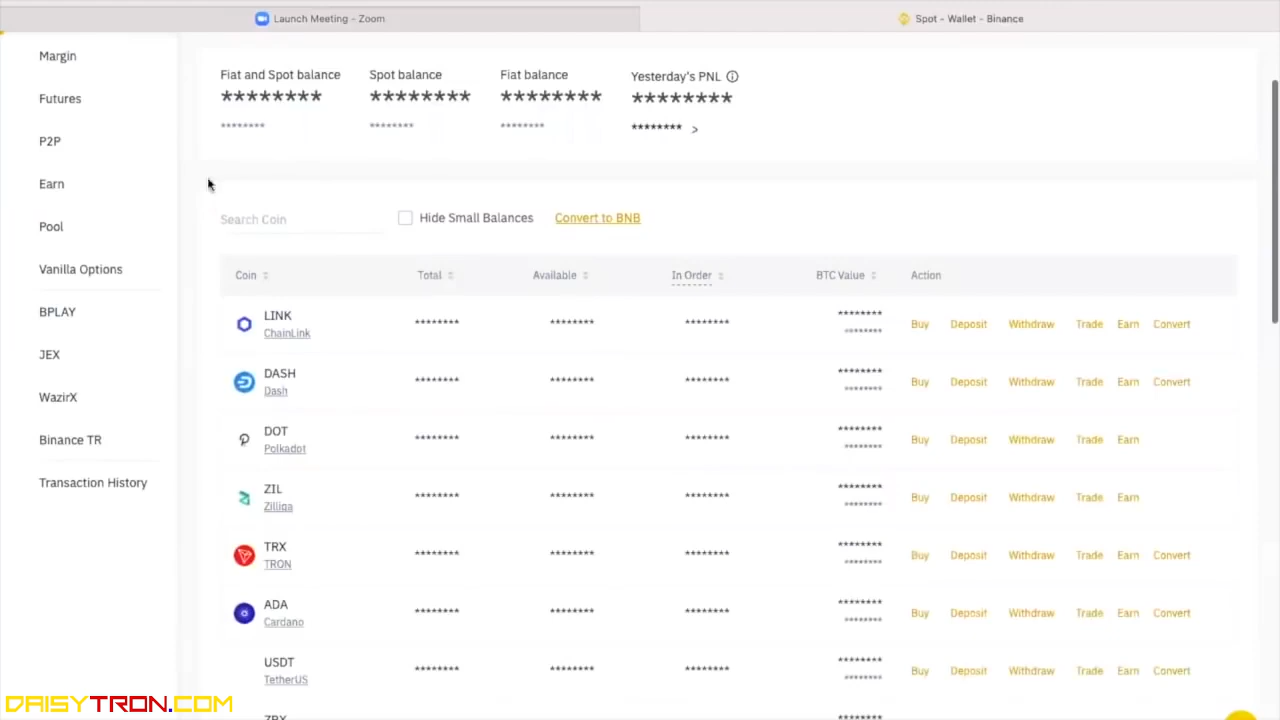 Launch Meeting - Zoom
Spot - Wallet - Binance
Margin
Futures
P2P
Earn
Pool
Vanilla Options
BPLAY
JEX
WazirX
Binance TR
Transaction History
Fiat and Spot balance Spot balance Fiat balance Yesterday's PNL
******** ******** ******** ********
******** ******** ******** ******** >
Search Coin Hide Small Balances Convert to BNB
Coin Total Available In Order BTC Value Action
LINK ******** ******** ******** ******** Buy Deposit Withdraw Trade Earn Convert
ChainLink ********
DASH ******** ******** ******** ******** Buy Deposit Withdraw Trade Earn Convert
Dash ********
DOT ******** ******** ******** ******** Buy Deposit Withdraw Trade Earn
Polkadot ********
ZIL ******** ******** ******** ******** Buy Deposit Withdraw Trade Earn
Zilliqa ********
TRX ******** ******** ******** ******** Buy Deposit Withdraw Trade Earn Convert
TRON ********
ADA ******** ******** ******** ******** Buy Deposit Withdraw Trade Earn Convert
Cardano ********
USDT ******** ******** ******** ******** Buy Deposit Withdraw Trade Earn Convert
TetherUS ********
ZRX ********
DAISYTRON.COM